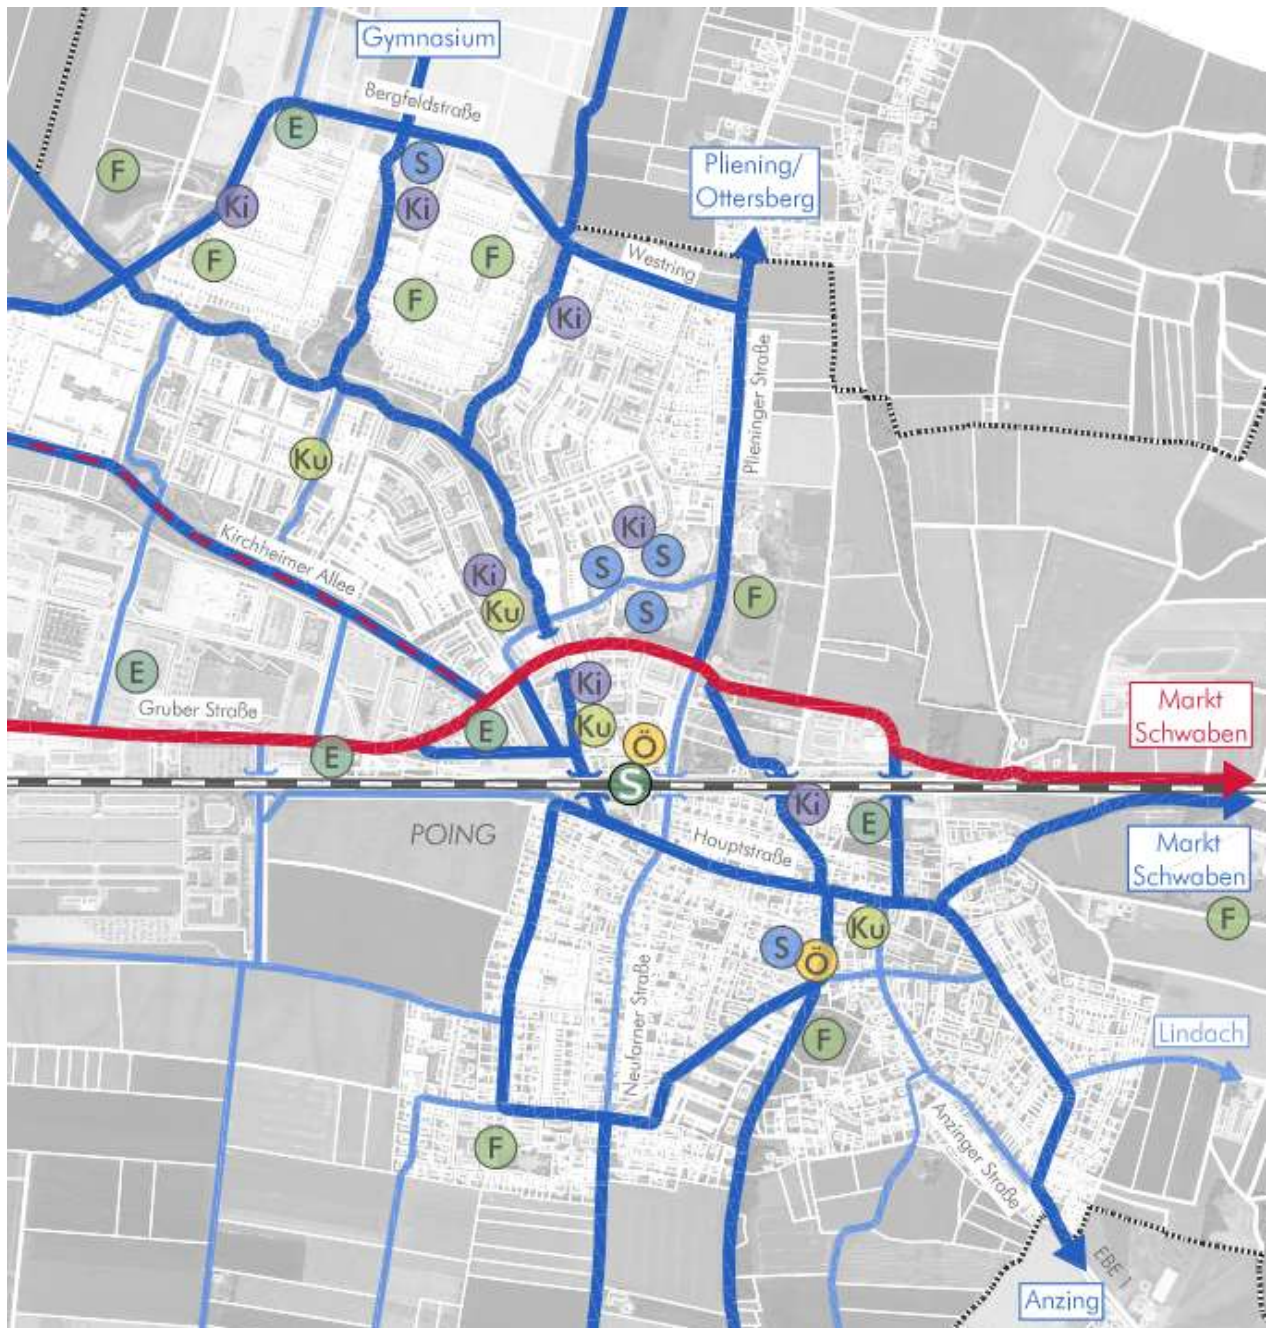 Gymnasium
Bergfeldstraße
E
F
S
Pliening/
Ottersberg
Ki
Ki
F
F
Westring
F
Ki
Plieninger Straße
Ku
Ki
Kirchheimer Allee
S
S
Ki
Ku
S
F
E
Ki
Gruber Straße
Markt
Schwaben
E
Ku
Ö
E
S
Ki
E
POING
Hauptstraße
Markt
Schwaben
F
Ku
S
Ö
Neufarner Straße
F
Lindach
F
Anzinger Straße
EBE 1
Anzing